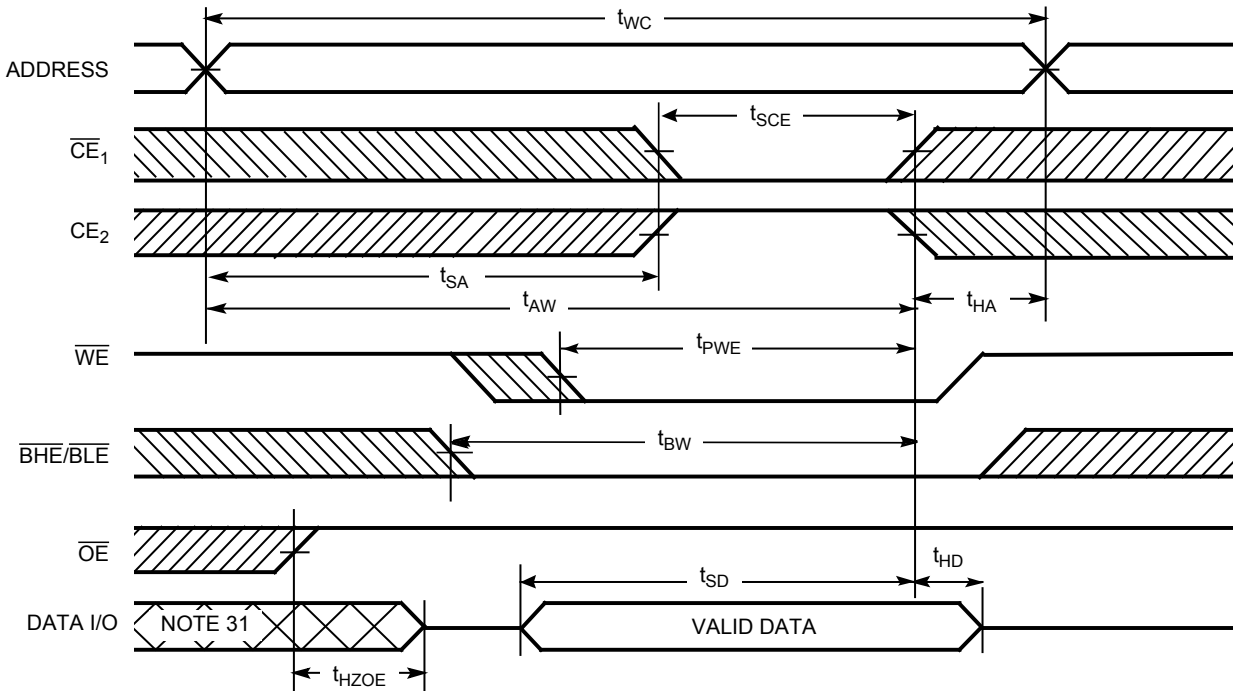 tWC
ADDRESS
tSCE
CE1
CE2
tSA
tAW
tHA
tPWE
WE
tBW
BHE/BLE
OE
tHD
tSD
DATA I/O
NOTE 31
VALID DATA
tHZOE